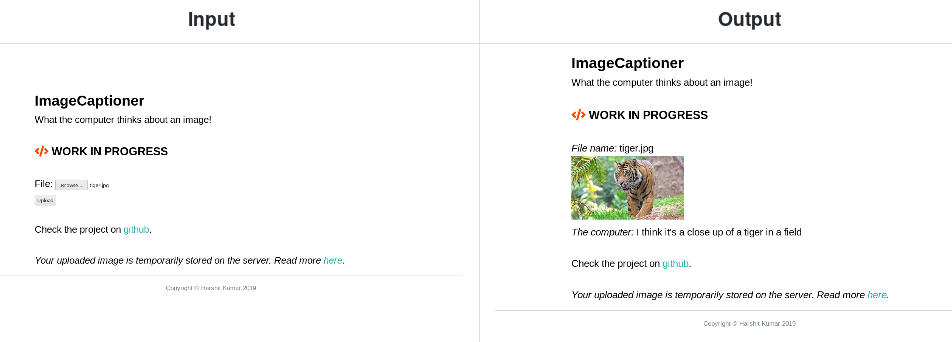 Input
ImageCaptioner
What the computer thinks about an image!
</> WORK IN PROGRESS
File: Browse... tiger.jpg
Upload
Check the project on github.
Your uploaded image is temporarily stored on the server. Read more here.
Copyright © Harshit Kumar 2019
Output
ImageCaptioner
What the computer thinks about an image!
</> WORK IN PROGRESS
File name: tiger.jpg
The computer: I think it's a close up of a tiger in a field
Check the project on github.
Your uploaded image is temporarily stored on the server. Read more here.
Copyright © Harshit Kumar 2019